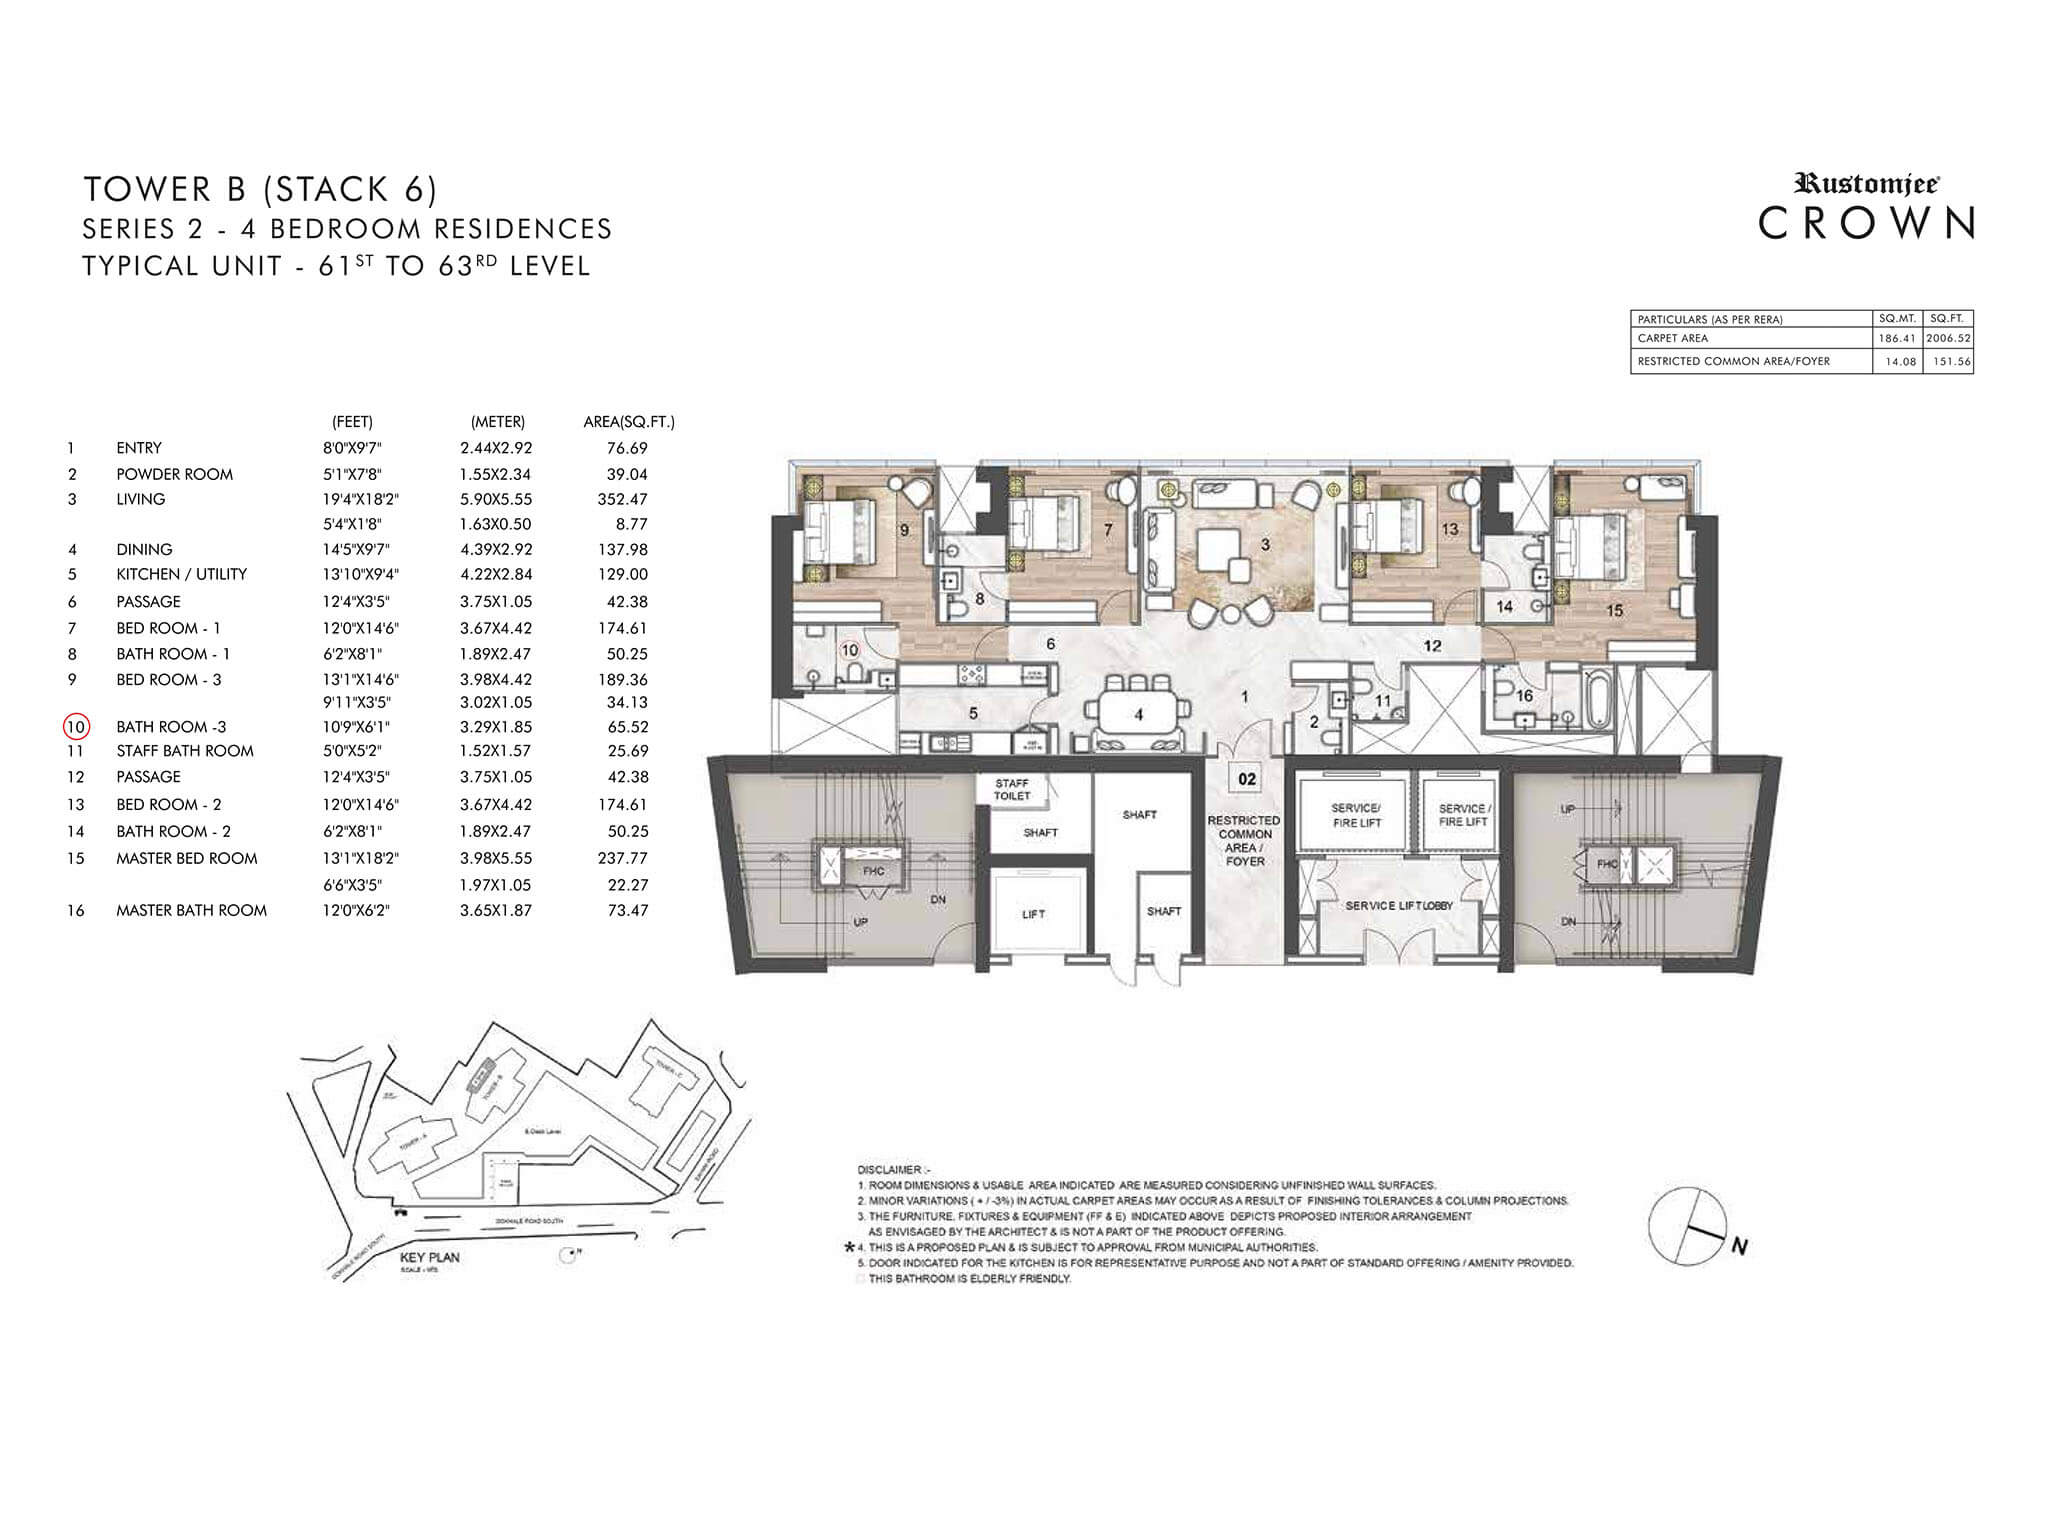 TOWER B (STACK 6)
SERIES 2 - 4 BEDROOM RESIDENCES
TYPICAL UNIT - 61ST TO 63RD LEVEL
Rustomjee
CROWN
PARTICULARS (AS PER RERA) SQ.MT. SQ.FT.
CARPET AREA 186.41 2006.52
RESTRICTED COMMON AREA/FOYER 14.08 151.56
(FEET) (METER) AREA(SQ.FT.)
1 ENTRY 8'0"X9'7" 2.44X2.92 76.69
2 POWDER ROOM 5'1"X7'8" 1.55X2.34 39.04
3 LIVING 19'4"X18'2" 5.90X5.55 352.47
5'4"X1'8" 1.63X0.50 8.77
4 DINING 14'5"X9'7" 4.39X2.92 137.98
5 KITCHEN / UTILITY 13'10"X9'4" 4.22X2.84 129.00
6 PASSAGE 12'4"X3'5" 3.75X1.05 42.38
7 BED ROOM - 1 12'0"X14'6" 3.67X4.42 174.61
8 BATH ROOM - 1 6'2"X8'1" 1.89X2.47 50.25
9 BED ROOM - 3 13'1"X14'6" 3.98X4.42 189.36
9'11"X3'5" 3.02X1.05 34.13
10 BATH ROOM -3 10'9"X6'1" 3.29X1.85 65.52
11 STAFF BATH ROOM 5'0"X5'2" 1.52X1.57 25.69
12 PASSAGE 12'4"X3'5" 3.75X1.05 42.38
13 BED ROOM - 2 12'0"X14'6" 3.67X4.42 174.61
14 BATH ROOM - 2 6'2"X8'1" 1.89X2.47 50.25
15 MASTER BED ROOM 13'1"X18'2" 3.98X5.55 237.77
6'6"X3'5" 1.97X1.05 22.27
16 MASTER BATH ROOM 12'0"X6'2" 3.65X1.87 73.47
9
7
3
13
8
14
15
10
6
12
1
11
16
5
4
2
02
STAFF
TOILET
SHAFT
SHAFT
SHAFT
LIFT
FHC
UP
DN
RESTRICTED
COMMON
AREA /
FOYER
SERVICE/
FIRE LIFT
SERVICE /
FIRE LIFT
SERVICE LIFT LOBBY
UP
FHC
DN
TOWER - B
TOWER - A
TOWER - C
E-Deck Level
GOKHALE ROAD SOUTH
GOKHALE ROAD SOUTH
N
KEY PLAN
SCALE - NTS
DISCLAIMER :-
1. ROOM DIMENSIONS & USABLE AREA INDICATED ARE MEASURED CONSIDERING UNFINISHED WALL SURFACES.
2. MINOR VARIATIONS ( + / -3%) IN ACTUAL CARPET AREAS MAY OCCUR AS A RESULT OF FINISHING TOLERANCES & COLUMN PROJECTIONS.
3. THE FURNITURE, FIXTURES & EQUIPMENT (FF & E) INDICATED ABOVE DEPICTS PROPOSED INTERIOR ARRANGEMENT
AS ENVISAGED BY THE ARCHITECT & IS NOT A PART OF THE PRODUCT OFFERING.
*4. THIS IS A PROPOSED PLAN & IS SUBJECT TO APPROVAL FROM MUNICIPAL AUTHORITIES.
5. DOOR INDICATED FOR THE KITCHEN IS FOR REPRESENTATIVE PURPOSE AND NOT A PART OF STANDARD OFFERING / AMENITY PROVIDED.
THIS BATHROOM IS ELDERLY FRIENDLY.
N